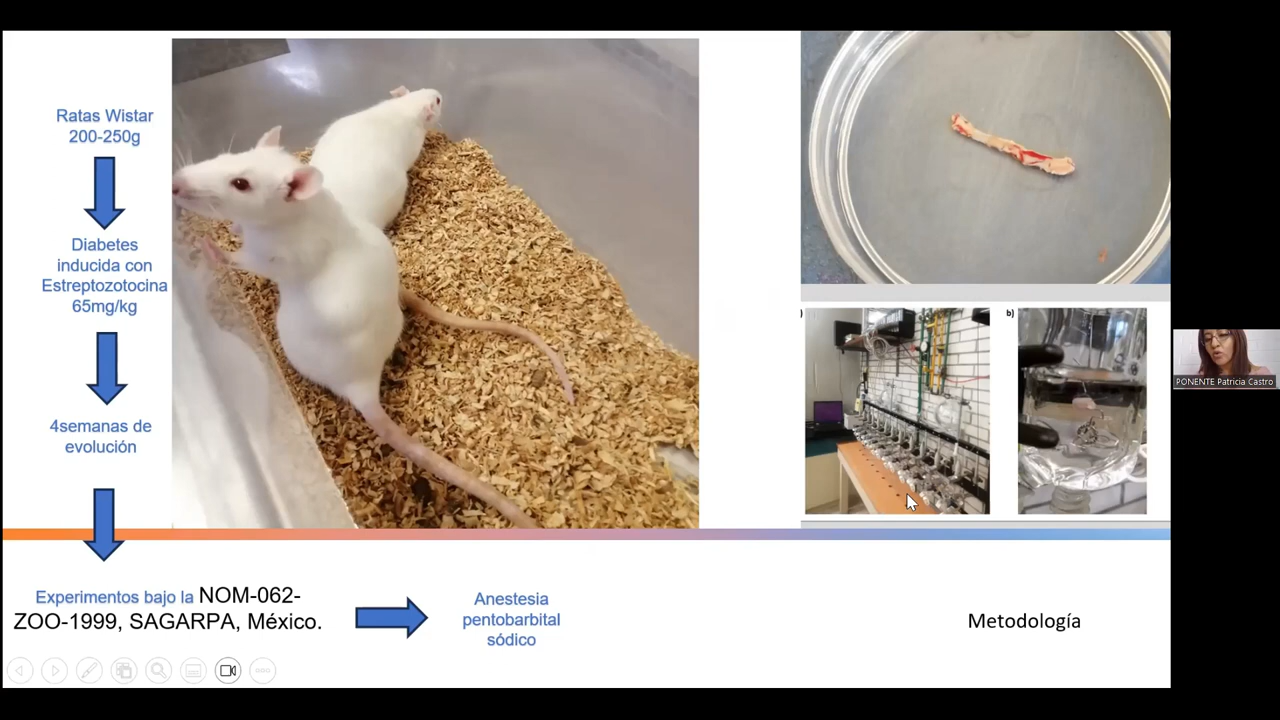 Ratas Wistar
200-250g
Diabetes
inducida con
Estreptozotocina
65mg/kg
4semanas de
evolución
Experimentos bajo la NOM-062-
ZOO-1999, SAGARPA, México.
Anestesia
pentobarbital
sódico
)
b)
Metodología
PONENTE Patricia Castro